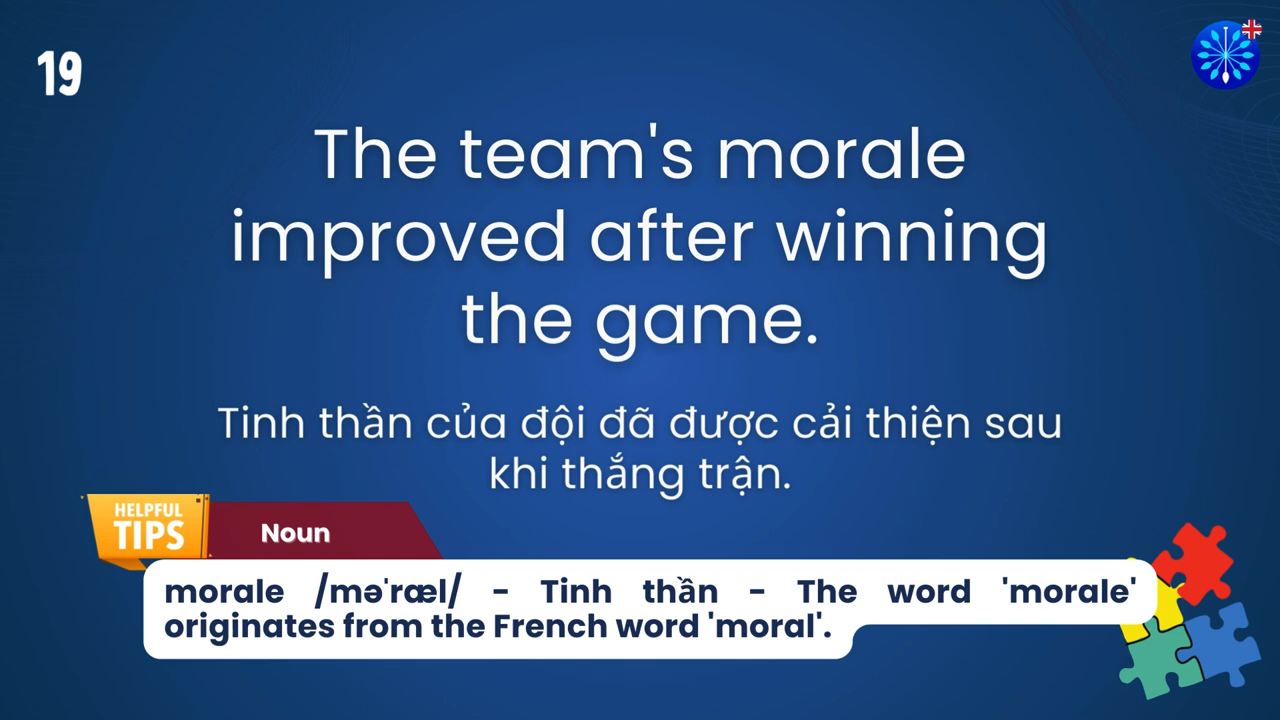 19
The team's morale
improved after winning
the game.
Tinh thần của đội đã được cải thiện sau
khi thắng trận.
HELPFUL
TIPS
Noun
morale /məˈræl/ - Tinh thần - The word 'morale'
originates from the French word 'moral'.